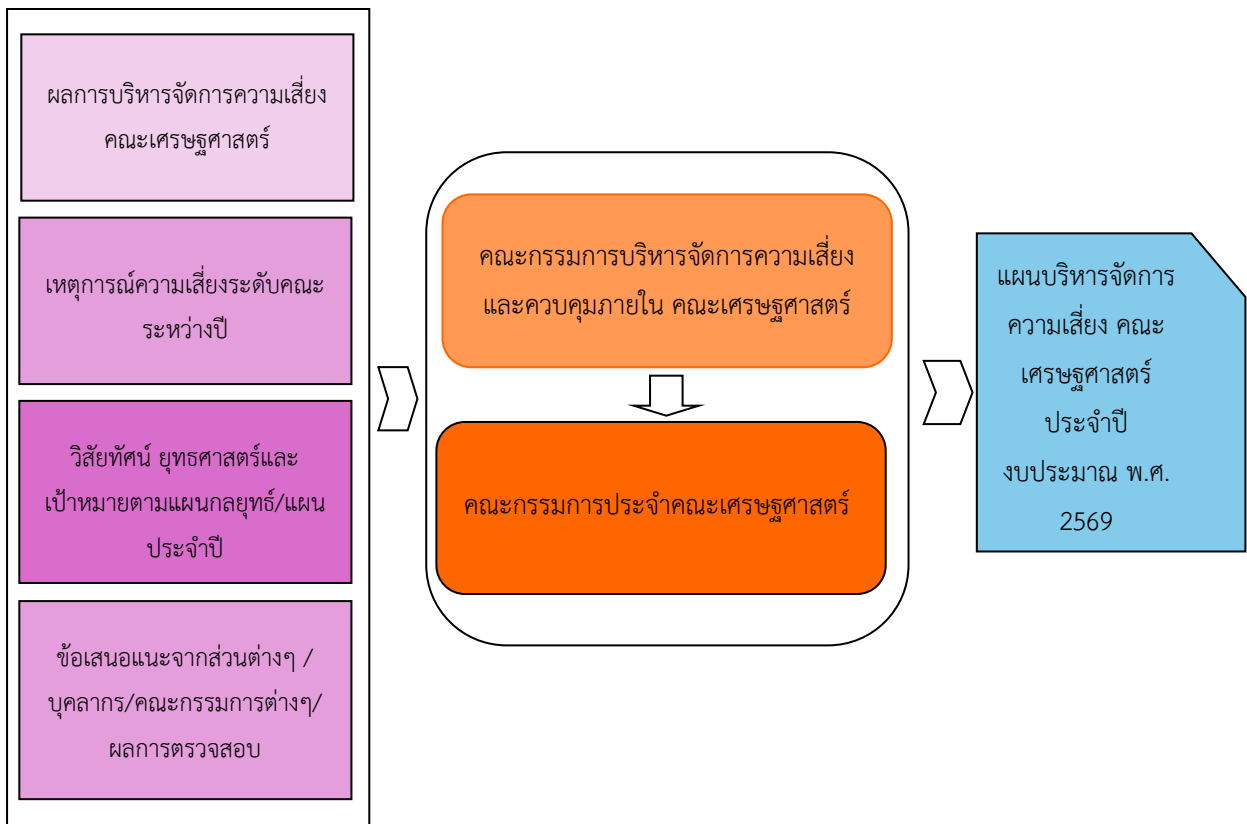 ผลการบริหารจัดการความเสี่ยง
คณะเศรษฐศาสตร์
เหตุการณ์ความเสี่ยงระดับคณะ
ระหว่างปี
วิสัยทัศน์ ยุทธศาสตร์และ
เป้าหมายตามแผนกลยุทธ์/แผน
ประจำปี
ข้อเสนอแนะจากส่วนต่างๆ /
บุคลากร/คณะกรรมการต่างๆ/
ผลการตรวจสอบ
คณะกรรมการบริหารจัดการความเสี่ยง
และควบคุมภายใน คณะเศรษฐศาสตร์
คณะกรรมการประจำคณะเศรษฐศาสตร์
แผนบริหารจัดการ
ความเสี่ยง คณะ
เศรษฐศาสตร์
ประจำปี
งบประมาณ พ.ศ.
2569